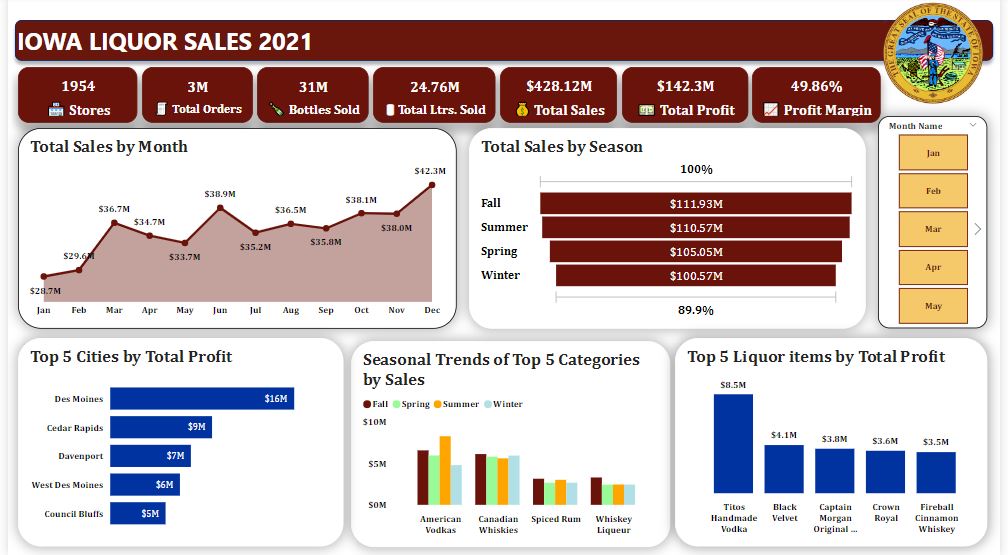 IOWA LIQUOR SALES 2021
THE GREAT SEAL OF THE STATE OF IOWA
1954
Stores
3M
Total Orders
31M
Bottles Sold
24.76M
Total Ltrs. Sold
$428.12M
Total Sales
$142.3M
Total Profit
49.86%
Profit Margin
Total Sales by Month
$28.7M
$29.6M
$36.7M
$34.7M
$33.7M
$38.9M
$35.2M
$36.5M
$35.8M
$38.1M
$38.0M
$42.3M
Jan
Feb
Mar
Apr
May
Jun
Jul
Aug
Sep
Oct
Nov
Dec
Total Sales by Season
100%
Fall
$111.93M
Summer
$110.57M
Spring
$105.05M
Winter
$100.57M
89.9%
Month Name
Jan
Feb
Mar
Apr
May
Top 5 Cities by Total Profit
Des Moines
$16M
Cedar Rapids
$9M
Davenport
$7M
West Des Moines
$6M
Council Bluffs
$5M
Seasonal Trends of Top 5 Categories
by Sales
Fall
Spring
Summer
Winter
$10M
$5M
$0M
American
Vodkas
Canadian
Whiskies
Spiced Rum
Whiskey
Liqueur
Top 5 Liquor items by Total Profit
$8.5M
$4.1M
$3.8M
$3.6M
$3.5M
Titos
Handmade
Vodka
Black
Velvet
Captain
Morgan
Original ...
Crown
Royal
Fireball
Cinnamon
Whiskey